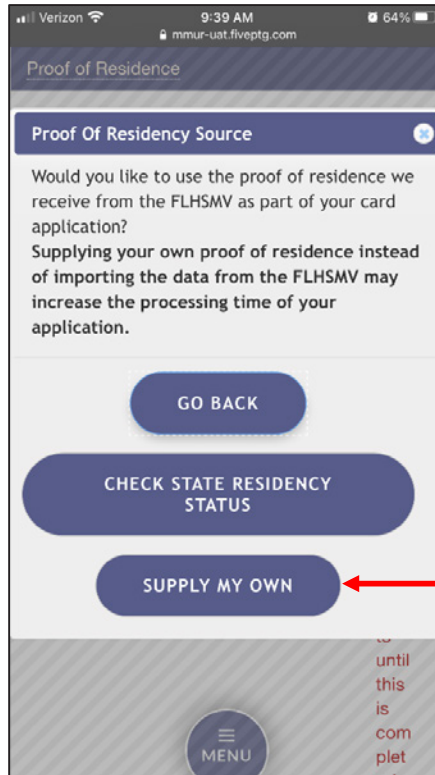 Verizon 9:39 AM 64%
mmur-uat.fiveptg.com
Proof of Residence
Proof Of Residency Source
Would you like to use the proof of residence we
receive from the FLHSMV as part of your card
application?
Supplying your own proof of residence instead
of importing the data from the FLHSMV may
increase the processing time of your
application.
GO BACK
CHECK STATE RESIDENCY
STATUS
SUPPLY MY OWN
until
this
is
com
plet
MENU